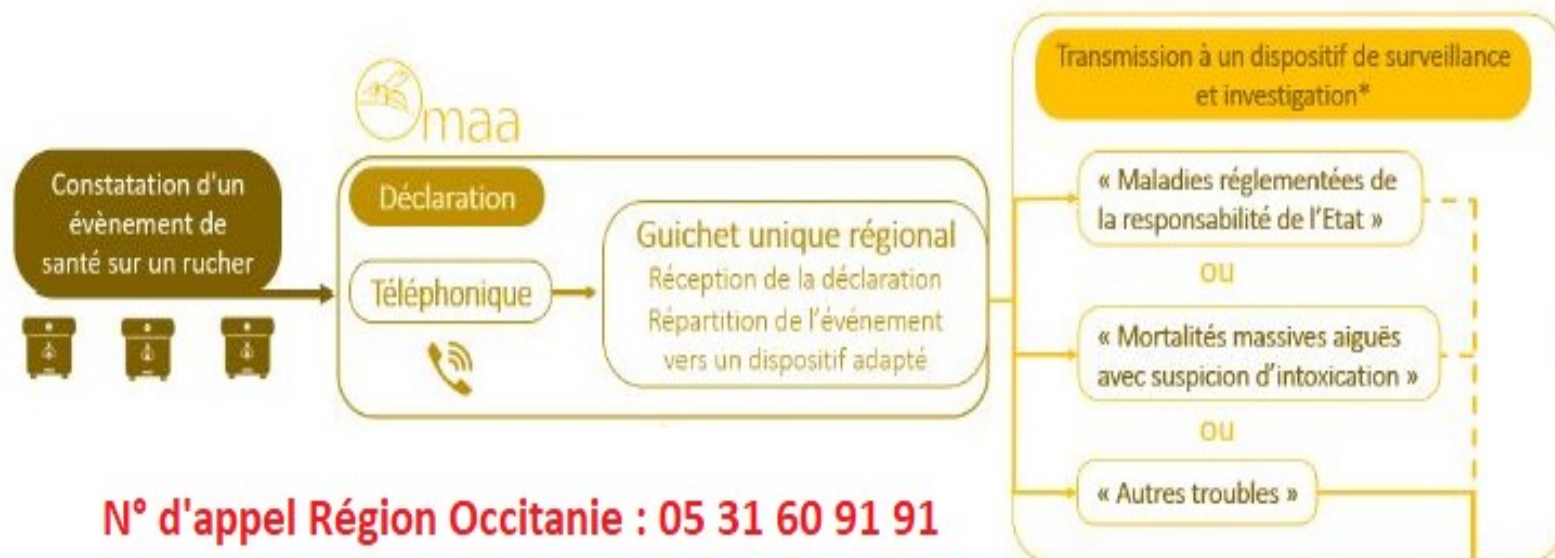 Constatation d'un
évènement de
santé sur un rucher
Omaa
Déclaration
Téléphonique
Guichet unique régional
Réception de la déclaration
Répartition de l'événement
vers un dispositif adapté
Transmission à un dispositif de surveillance
et investigation*
« Maladies réglementées de
la responsabilité de l'Etat »
ou
« Mortalités massives aiguës
avec suspicion d'intoxication »
ou
« Autres troubles »
N° d'appel Région Occitanie : 05 31 60 91 91